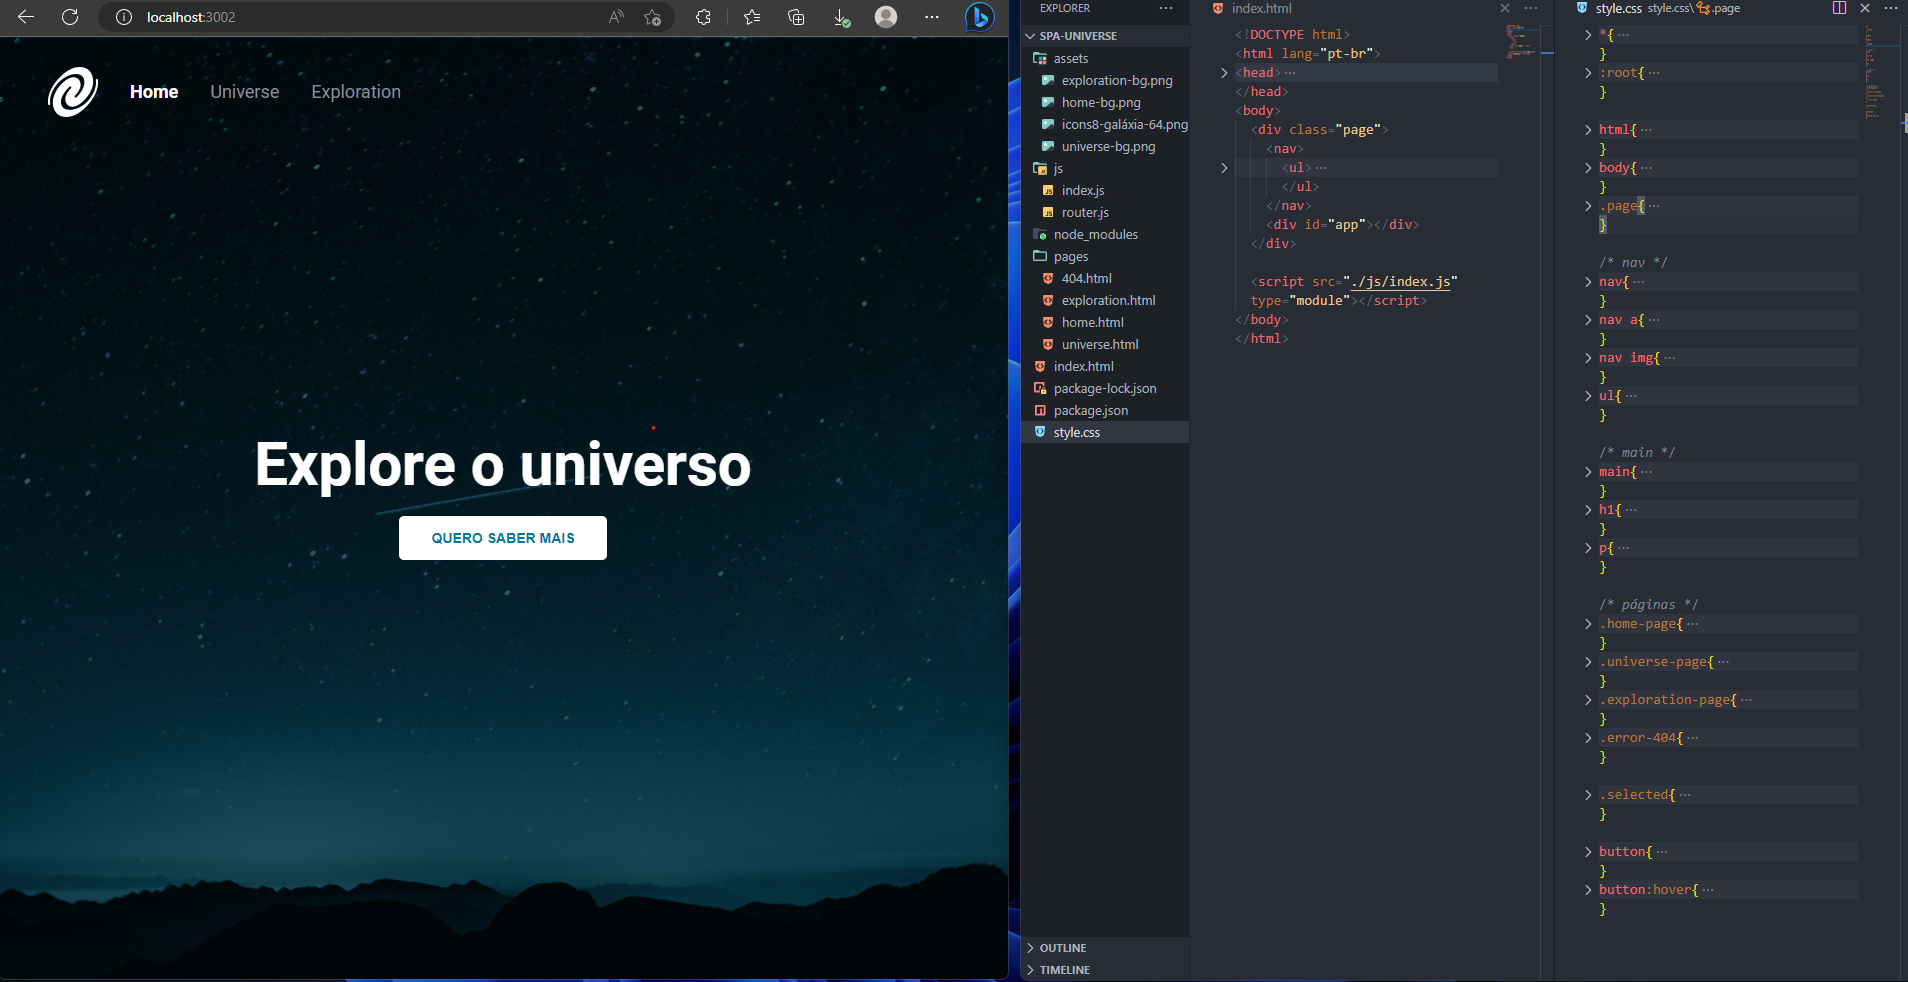 localhost:3002
Home Universe Exploration
Explore o universo
QUERO SABER MAIS
EXPLORER
SPA-UNIVERSE
assets
exploration-bg.png
home-bg.png
icons8-galáxia-64.png
universe-bg.png
js
index.js
router.js
node_modules
pages
404.html
exploration.html
home.html
universe.html
index.html
package-lock.json
package.json
style.css
OUTLINE
TIMELINE
index.html
<!DOCTYPE html>
<html lang="pt-br">
<head>
</head>
<body>
<div class="page">
<nav>
<ul>
</ul>
</nav>
<div id="app"></div>
</div>
<script src="./js/index.js"
type="module"></script>
</body>
</html>
style.css style.css\ .page
*{
}
:root{
}
html{
}
body{
}
.page{
}
/* nav */
nav{
}
nav a{
}
nav img{
}
ul{
}
/* main */
main{
}
h1{
}
p{
}
/* páginas */
.home-page{
}
.universe-page{
}
.exploration-page{
}
.error-404{
}
.selected{
}
button{
}
button:hover{
}